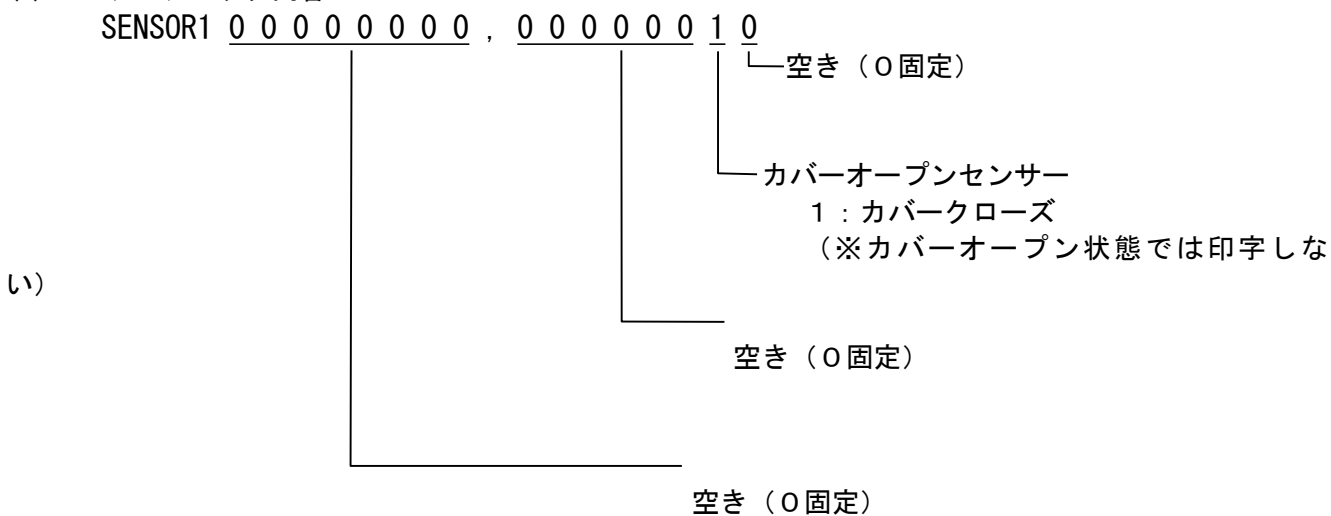 SENSOR1 0 0 0 0 0 0 0 0 , 0 0 0 0 0 0 1 0
空き（０固定）
カバーオープンセンサー
１：カバークローズ
（※カバーオープン状態では印字しな
い）
空き（０固定）
空き（０固定）